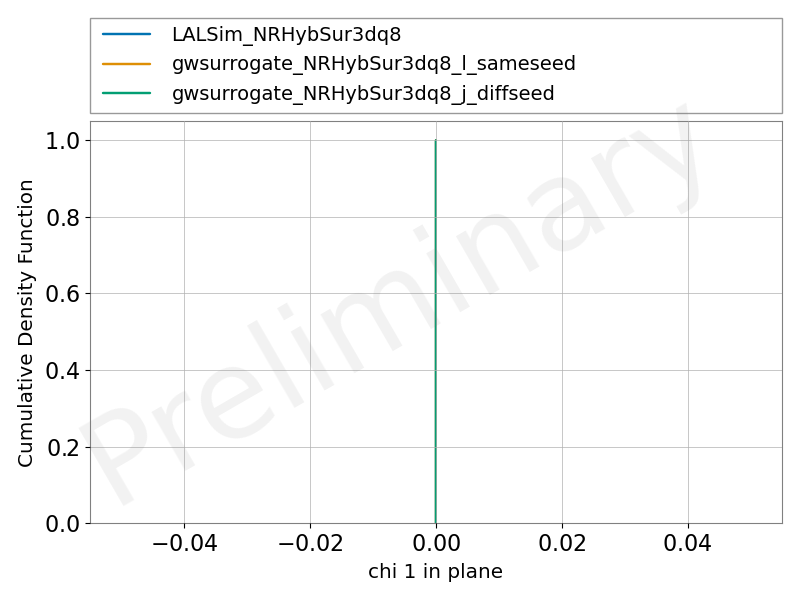 LALSim_NRHybSur3dq8
gwsurrogate_NRHybSur3dq8_l_sameseed
gwsurrogate_NRHybSur3dq8_j_diffseed
Preliminary
Cumulative Density Function
1.0
0.8
0.6
0.4
0.2
0.0
−0.04 −0.02 0.00 0.02 0.04
chi 1 in plane